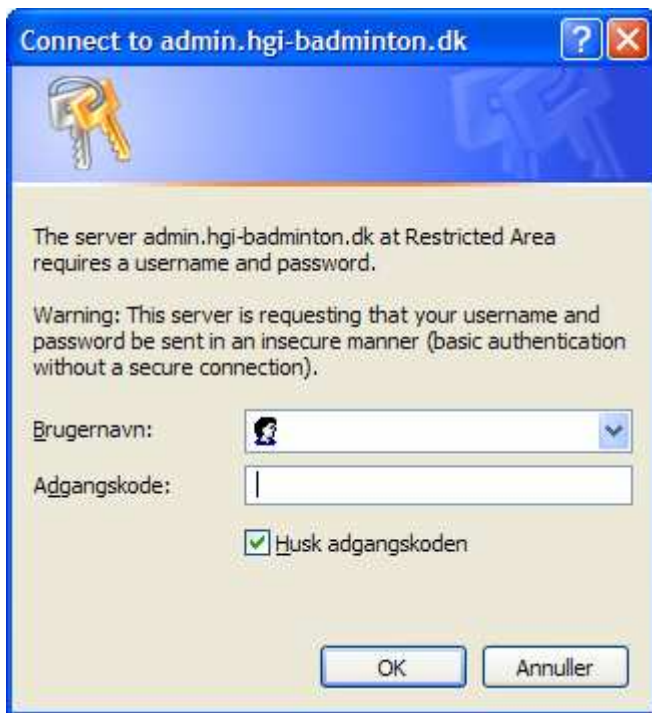 Connect to admin.hgi-badminton.dk
The server admin.hgi-badminton.dk at Restricted Area
requires a username and password.
Warning: This server is requesting that your username and
password be sent in an insecure manner (basic authentication
without a secure connection).
Brugernavn:
Adgangskode:
Husk adgangskoden
OK Annuller